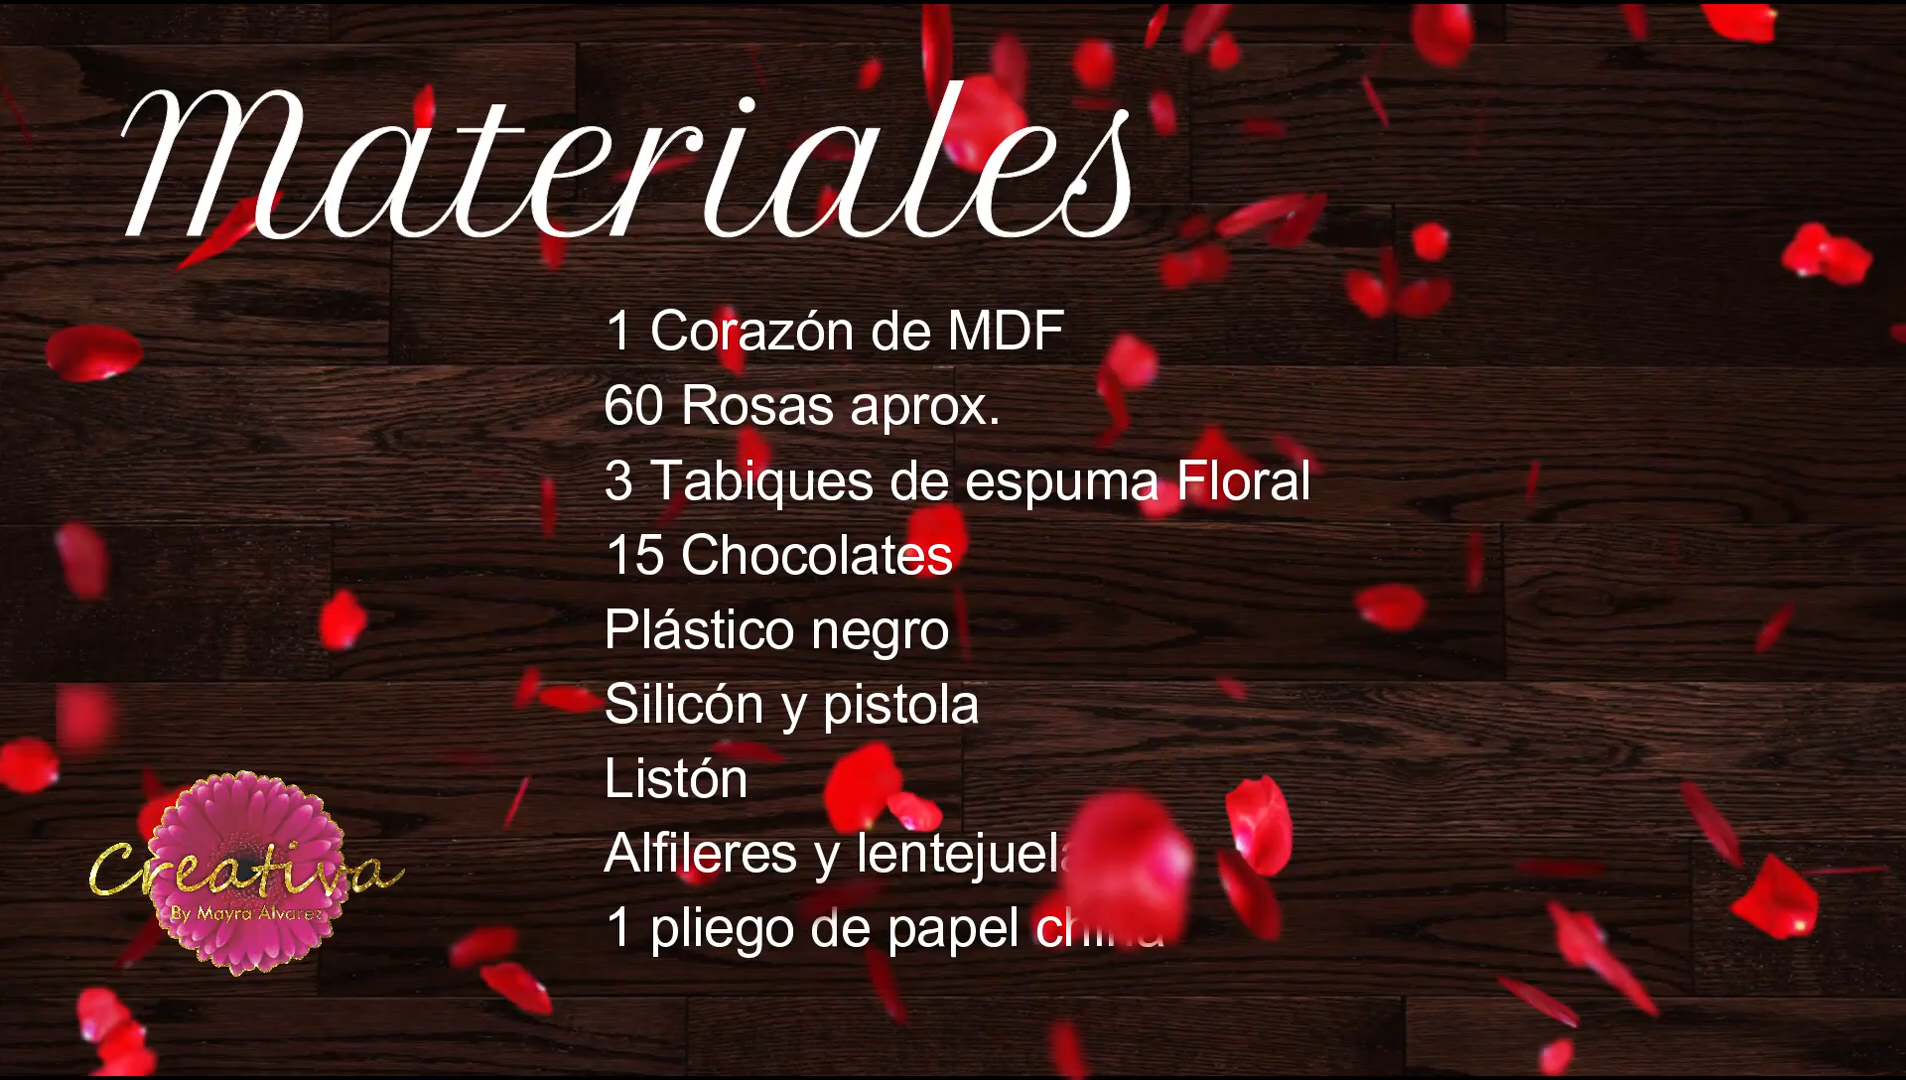 Materiales
1 Corazón de MDF
60 Rosas aprox.
3 Tabiques de espuma Floral
15 Chocolates
Plástico negro
Silicón y pistola
Listón
Alfileres y
1 pliego de papel china
Creativa
By Mayra Alvarez